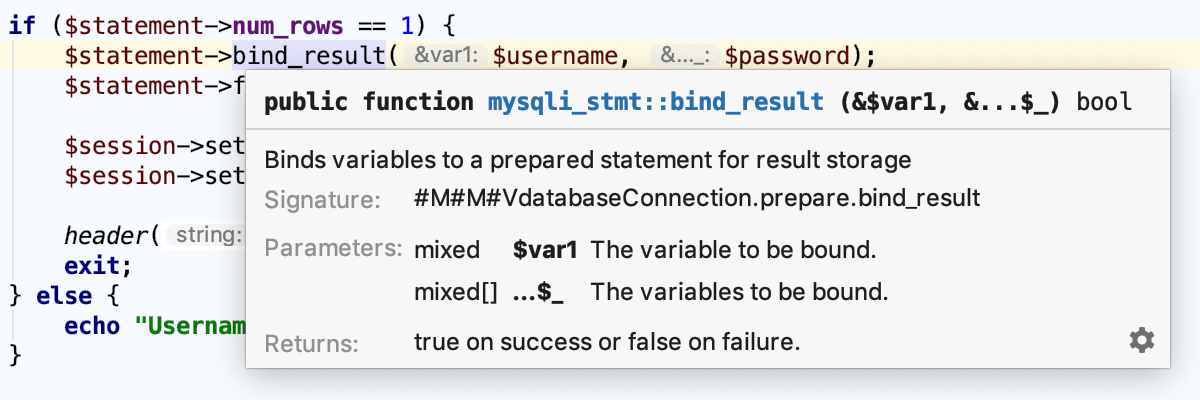 if ($statement->num_rows == 1) {
$statement->bind_result( &var1: $username, &..._: $password);
$statement->f
public function mysqli_stmt::bind_result (&$var1, &...$_) bool
$session->set
Binds variables to a prepared statement for result storage
$session->set
Signature: #M#M#VdatabaseConnection.prepare.bind_result
header( string:
Parameters: mixed $var1 The variable to be bound.
exit;
mixed[] ...$_ The variables to be bound.
} else {
echo "Usernam
Returns: true on success or false on failure.
}